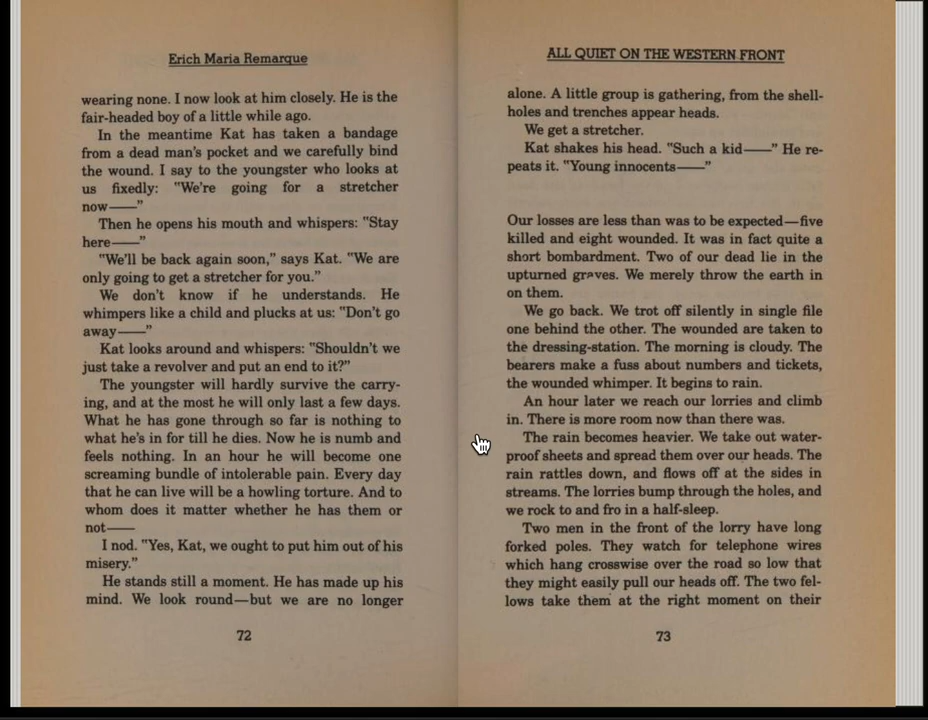 Erich Maria Remarque
wearing none. I now look at him closely. He is the
fair-headed boy of a little while ago.
In the meantime Kat has taken a bandage
from a dead man's pocket and we carefully bind
the wound. I say to the youngster who looks at
us fixedly: "We're going for a stretcher
now——"
Then he opens his mouth and whispers: "Stay
here——"
"We'll be back again soon," says Kat. "We are
only going to get a stretcher for you."
We don't know if he understands. He
whimpers like a child and plucks at us: "Don't go
away——"
Kat looks around and whispers: "Shouldn't we
just take a revolver and put an end to it?"
The youngster will hardly survive the carry-
ing, and at the most he will only last a few days.
What he has gone through so far is nothing to
what he's in for till he dies. Now he is numb and
feels nothing. In an hour he will become one
screaming bundle of intolerable pain. Every day
that he can live will be a howling torture. And to
whom does it matter whether he has them or
not——
I nod. "Yes, Kat, we ought to put him out of his
misery."
He stands still a moment. He has made up his
mind. We look round—but we are no longer
72
ALL QUIET ON THE WESTERN FRONT
alone. A little group is gathering, from the shell-
holes and trenches appear heads.
We get a stretcher.
Kat shakes his head. "Such a kid——" He re-
peats it. "Young innocents——"
Our losses are less than was to be expected—five
killed and eight wounded. It was in fact quite a
short bombardment. Two of our dead lie in the
upturned graves. We merely throw the earth in
on them.
We go back. We trot off silently in single file
one behind the other. The wounded are taken to
the dressing-station. The morning is cloudy. The
bearers make a fuss about numbers and tickets,
the wounded whimper. It begins to rain.
An hour later we reach our lorries and climb
in. There is more room now than there was.
The rain becomes heavier. We take out water-
proof sheets and spread them over our heads. The
rain rattles down, and flows off at the sides in
streams. The lorries bump through the holes, and
we rock to and fro in a half-sleep.
Two men in the front of the lorry have long
forked poles. They watch for telephone wires
which hang crosswise over the road so low that
they might easily pull our heads off. The two fel-
lows take them at the right moment on their
73